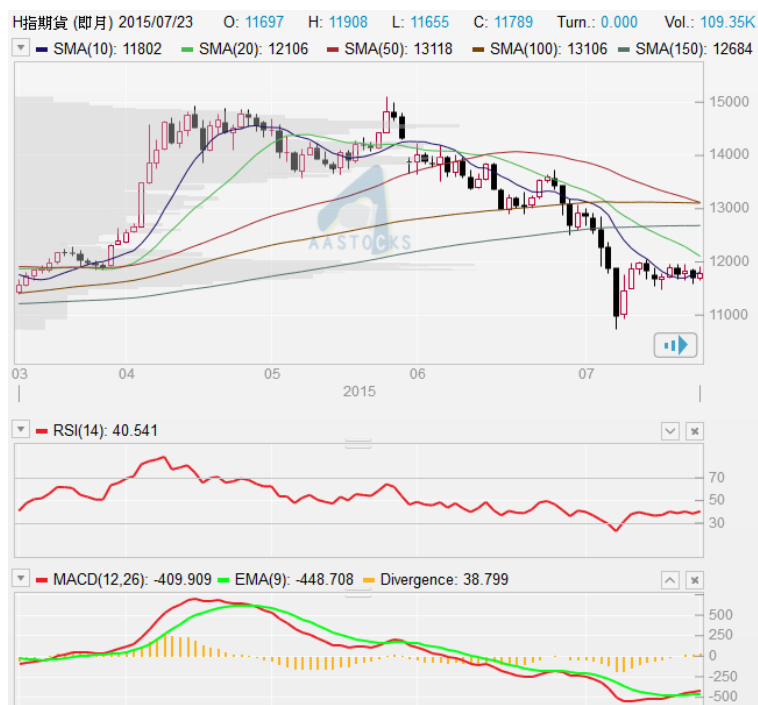 H指期貨 (即月) 2015/07/23 O: 11697 H: 11908 L: 11655 C: 11789 Turn.: 0.000 Vol.: 109.35K
SMA(10): 11802 SMA(20): 12106 SMA(50): 13118 SMA(100): 13106 SMA(150): 12684
15000
14000
13000
12000
11000
AASTOCKS
03 04 05 06 07
2015
RSI(14): 40.541
70
50
30
MACD(12,26): -409.909 EMA(9): -448.708 Divergence: 38.799
500
250
0
-250
-500